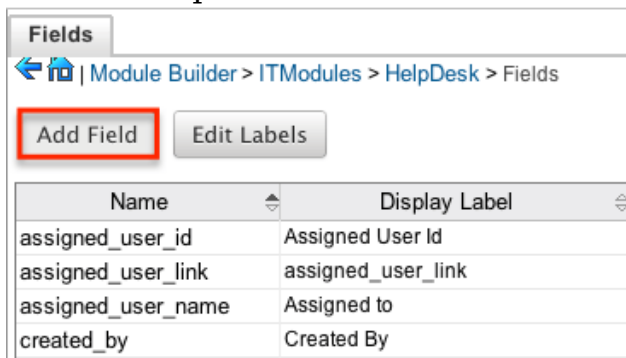 Fields
| Module Builder > ITModules > HelpDesk > Fields
Add Field Edit Labels
Name Display Label
assigned_user_id Assigned User Id
assigned_user_link assigned_user_link
assigned_user_name Assigned to
created_by Created By